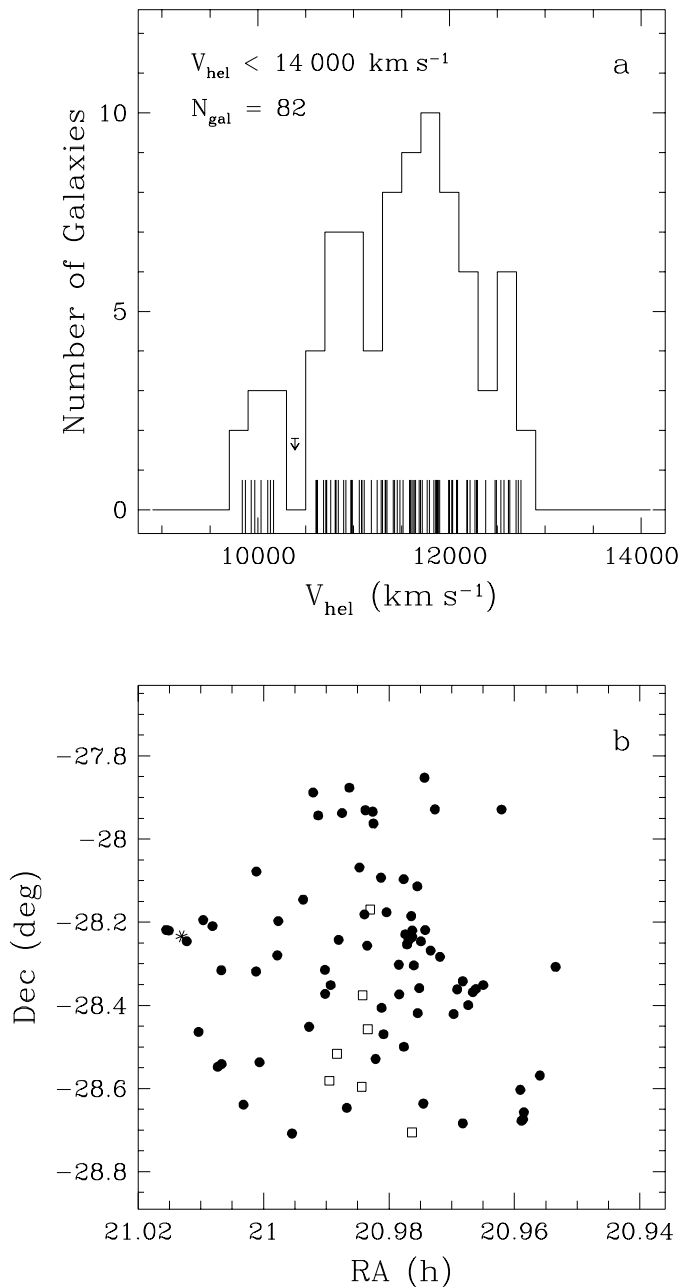 V_hel < 14 000 km s⁻¹
a
N_gal = 82
Number of Galaxies
10
5
0
10000 12000 14000
V_hel (km s⁻¹)
b
Dec (deg)
−27.8
−28
−28.2
−28.4
−28.6
−28.8
21.02 21 20.98 20.96 20.94
RA (h)